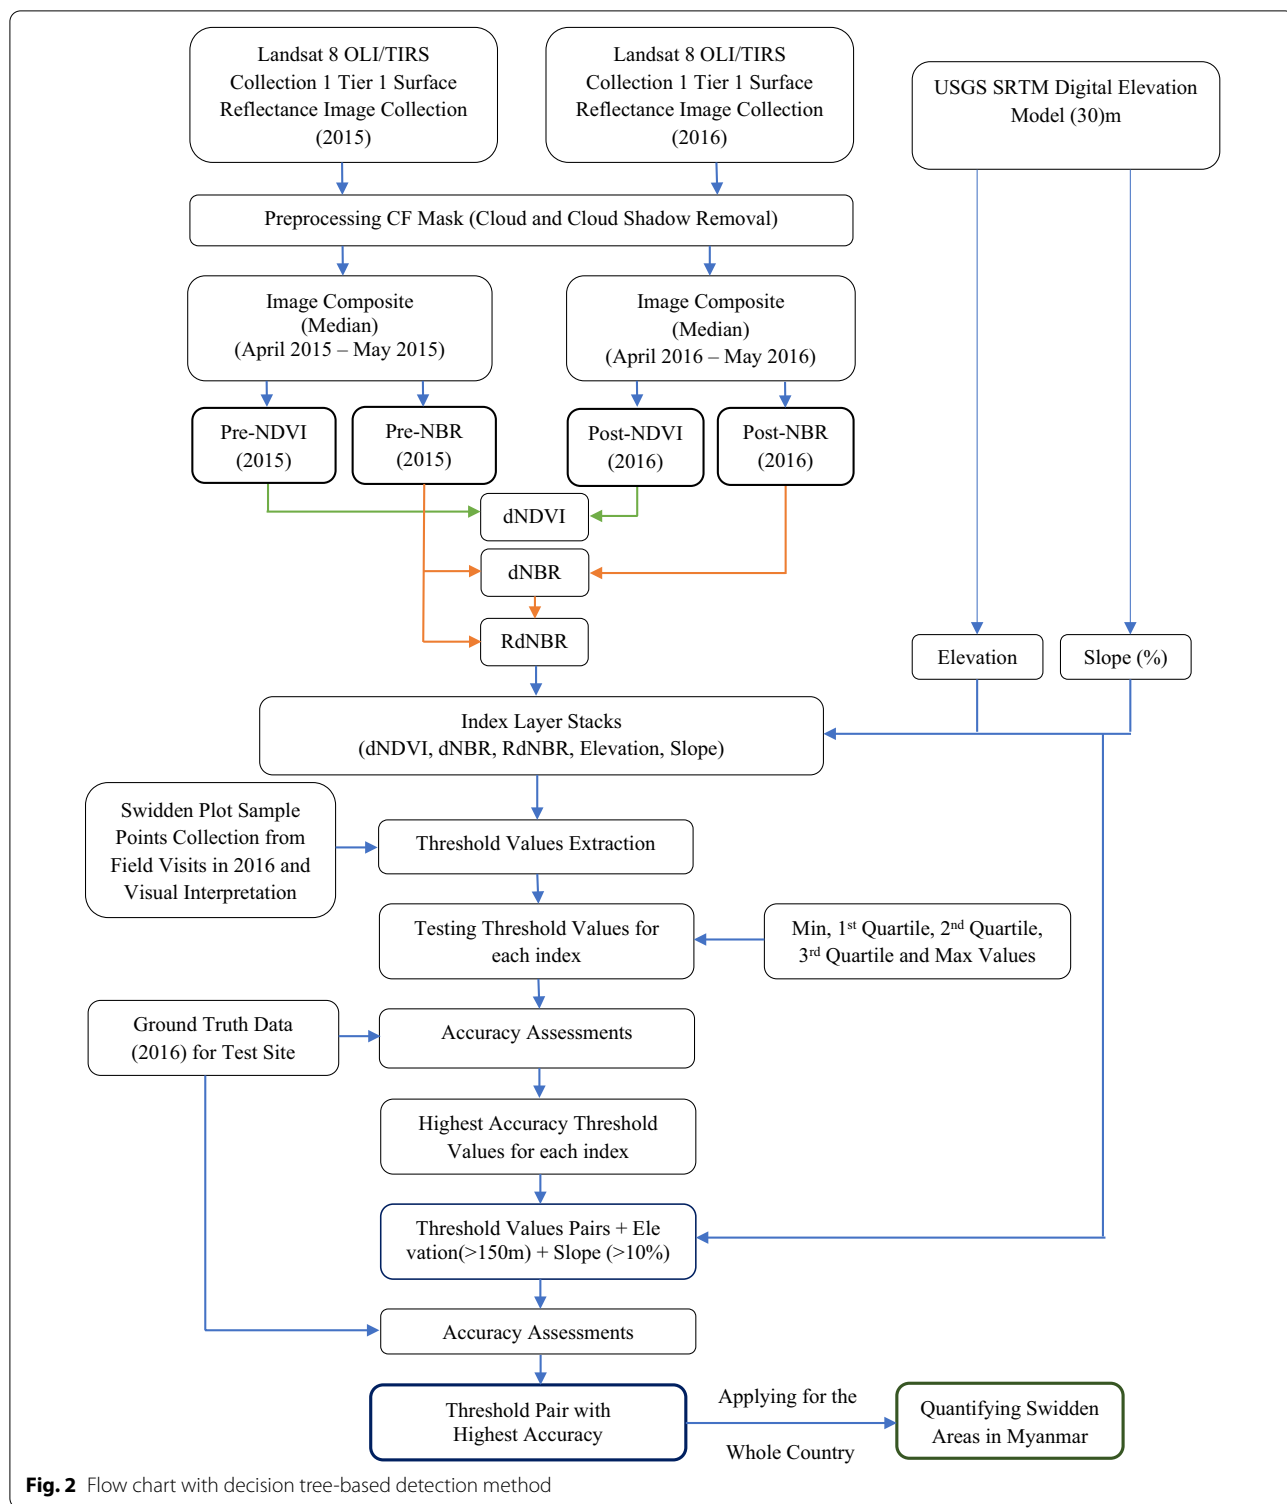 Landsat 8 OLI/TIRS
Collection 1 Tier 1 Surface
Reflectance Image Collection
(2015)
Landsat 8 OLI/TIRS
Collection 1 Tier 1 Surface
Reflectance Image Collection
(2016)
USGS SRTM Digital Elevation
Model (30)m
Preprocessing CF Mask (Cloud and Cloud Shadow Removal)
Image Composite
(Median)
(April 2015 – May 2015)
Image Composite
(Median)
(April 2016 – May 2016)
Pre-NDVI
(2015)
Pre-NBR
(2015)
Post-NDVI
(2016)
Post-NBR
(2016)
dNDVI
dNBR
RdNBR
Elevation
Slope (%)
Index Layer Stacks
(dNDVI, dNBR, RdNBR, Elevation, Slope)
Swidden Plot Sample
Points Collection from
Field Visits in 2016 and
Visual Interpretation
Threshold Values Extraction
Testing Threshold Values for
each index
Min, 1st Quartile, 2nd Quartile,
3rd Quartile and Max Values
Ground Truth Data
(2016) for Test Site
Accuracy Assessments
Highest Accuracy Threshold
Values for each index
Threshold Values Pairs + Ele
vation(>150m) + Slope (>10%)
Accuracy Assessments
Threshold Pair with
Highest Accuracy
Applying for the
Whole Country
Quantifying Swidden
Areas in Myanmar
Fig. 2 Flow chart with decision tree-based detection method